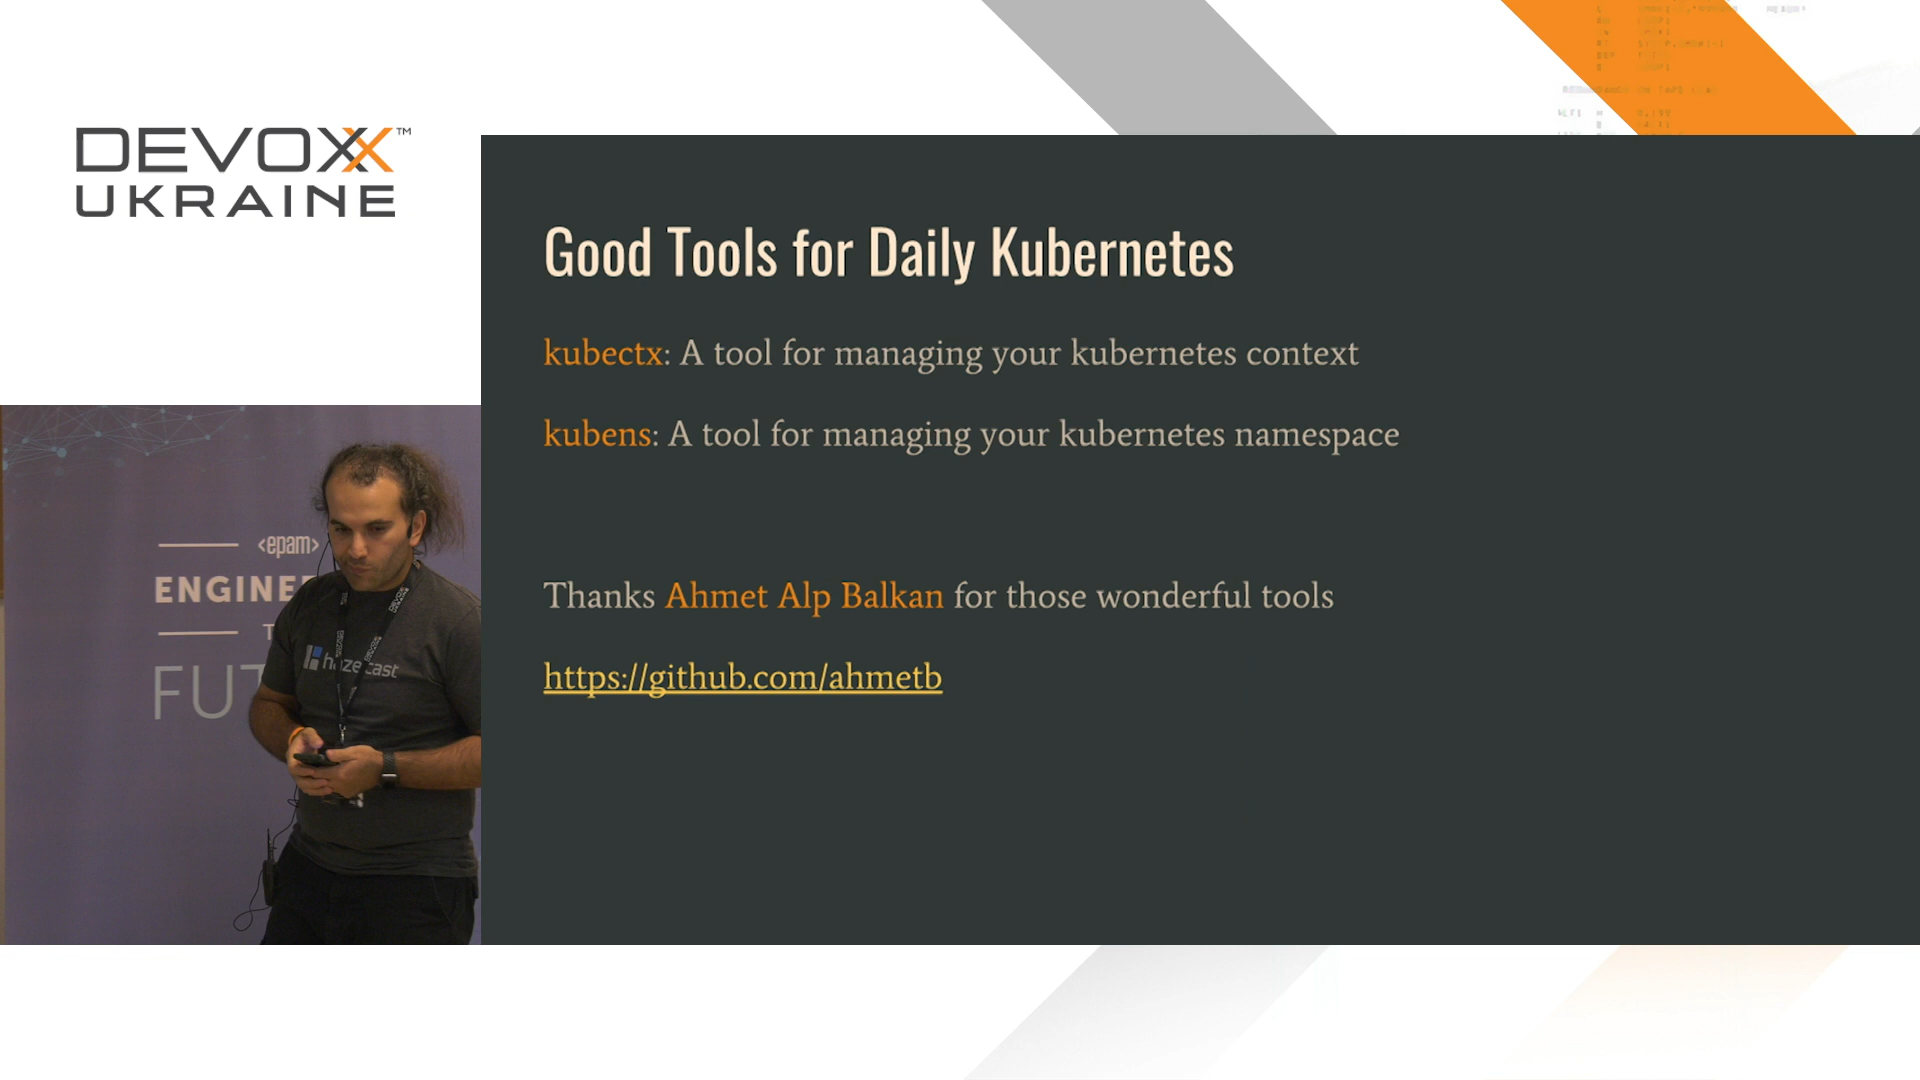 DEVOXX™
UKRAINE
Good Tools for Daily Kubernetes
kubectx: A tool for managing your kubernetes context
kubens: A tool for managing your kubernetes namespace
Thanks Ahmet Alp Balkan for those wonderful tools
https://github.com/ahmetb
<epam>
ENGINE
T
FUT
hazelcast